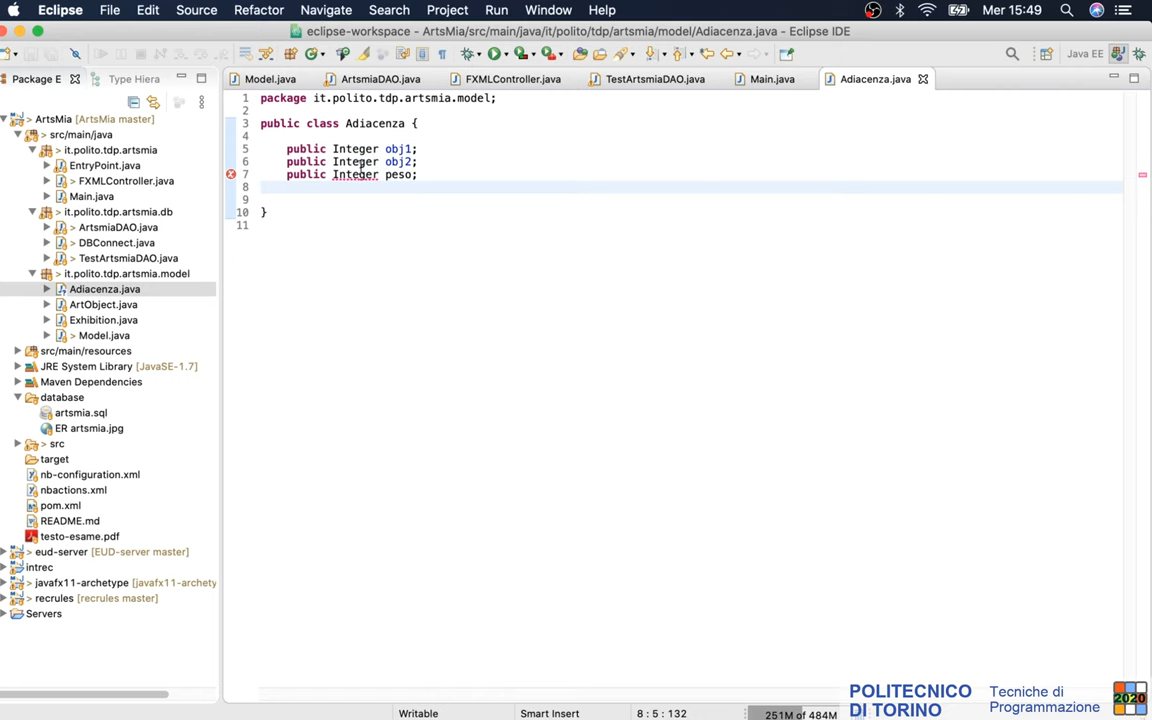 Eclipse File Edit Source Refactor Navigate Search Project Run Window Help Mer 15:49
eclipse-workspace - ArtsMia/src/main/java/it/polito/tdp/artsmia/model/Adiacenza.java - Eclipse IDE
Java EE
Package E Type Hiera
Model.java ArtsmiaDAO.java FXMLController.java TestArtsmiaDAO.java Main.java Adiacenza.java
> ArtsMia [ArtsMia master]
> src/main/java
> it.polito.tdp.artsmia
EntryPoint.java
> FXMLController.java
Main.java
> it.polito.tdp.artsmia.db
> ArtsmiaDAO.java
> DBConnect.java
> TestArtsmiaDAO.java
> it.polito.tdp.artsmia.model
Adiacenza.java
ArtObject.java
Exhibition.java
> Model.java
src/main/resources
JRE System Library [JavaSE-1.7]
Maven Dependencies
database
artsmia.sql
ER artsmia.jpg
> src
target
nb-configuration.xml
nbactions.xml
pom.xml
README.md
testo-esame.pdf
> eud-server [EUD-server master]
intrec
> javafx11-archetype [javafx11-archety
> recrules [recrules master]
Servers
1 package it.polito.tdp.artsmia.model;
2
3 public class Adiacenza {
4
5 public Integer obj1;
6 public Integer obj2;
7 public Integer peso;
8
9
10 }
11
Writable Smart Insert 8 : 5 : 132 251M of 484M
POLITECNICO
DI TORINO
Tecniche di
Programmazione
2020